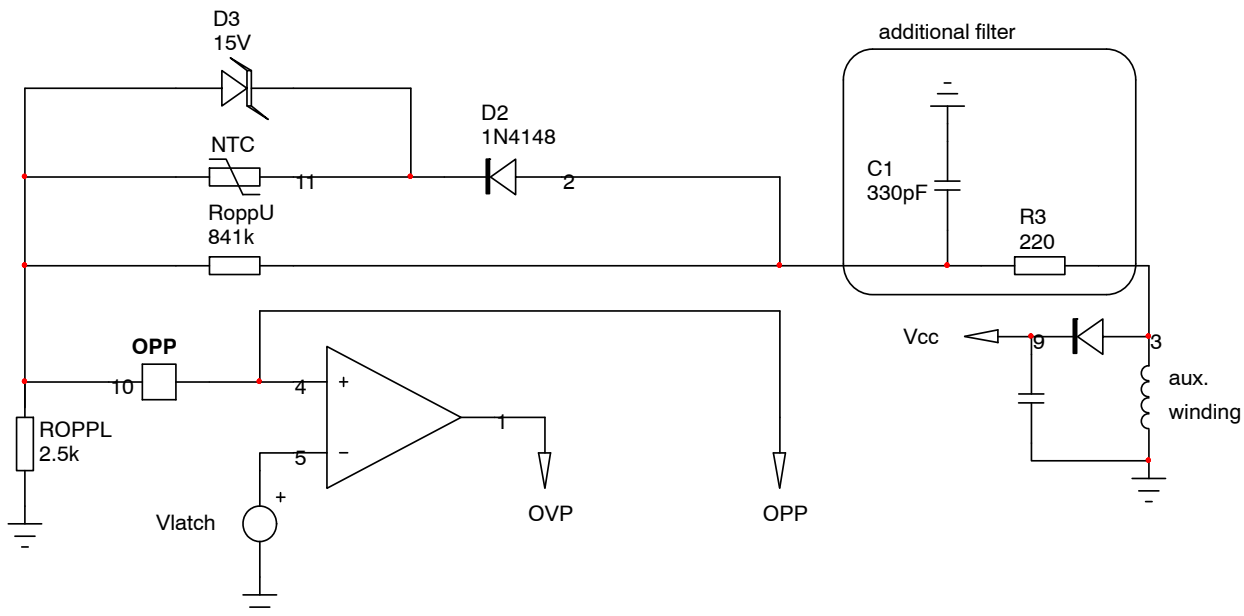 D3
15V
additional filter
D2
1N4148
NTC
11
2
C1
330pF
RoppU
841k
R3
220
OPP
Vcc
9
3
10
4
+
aux.
winding
ROPPL
2.5k
1
5
−
+
Vlatch
OVP
OPP